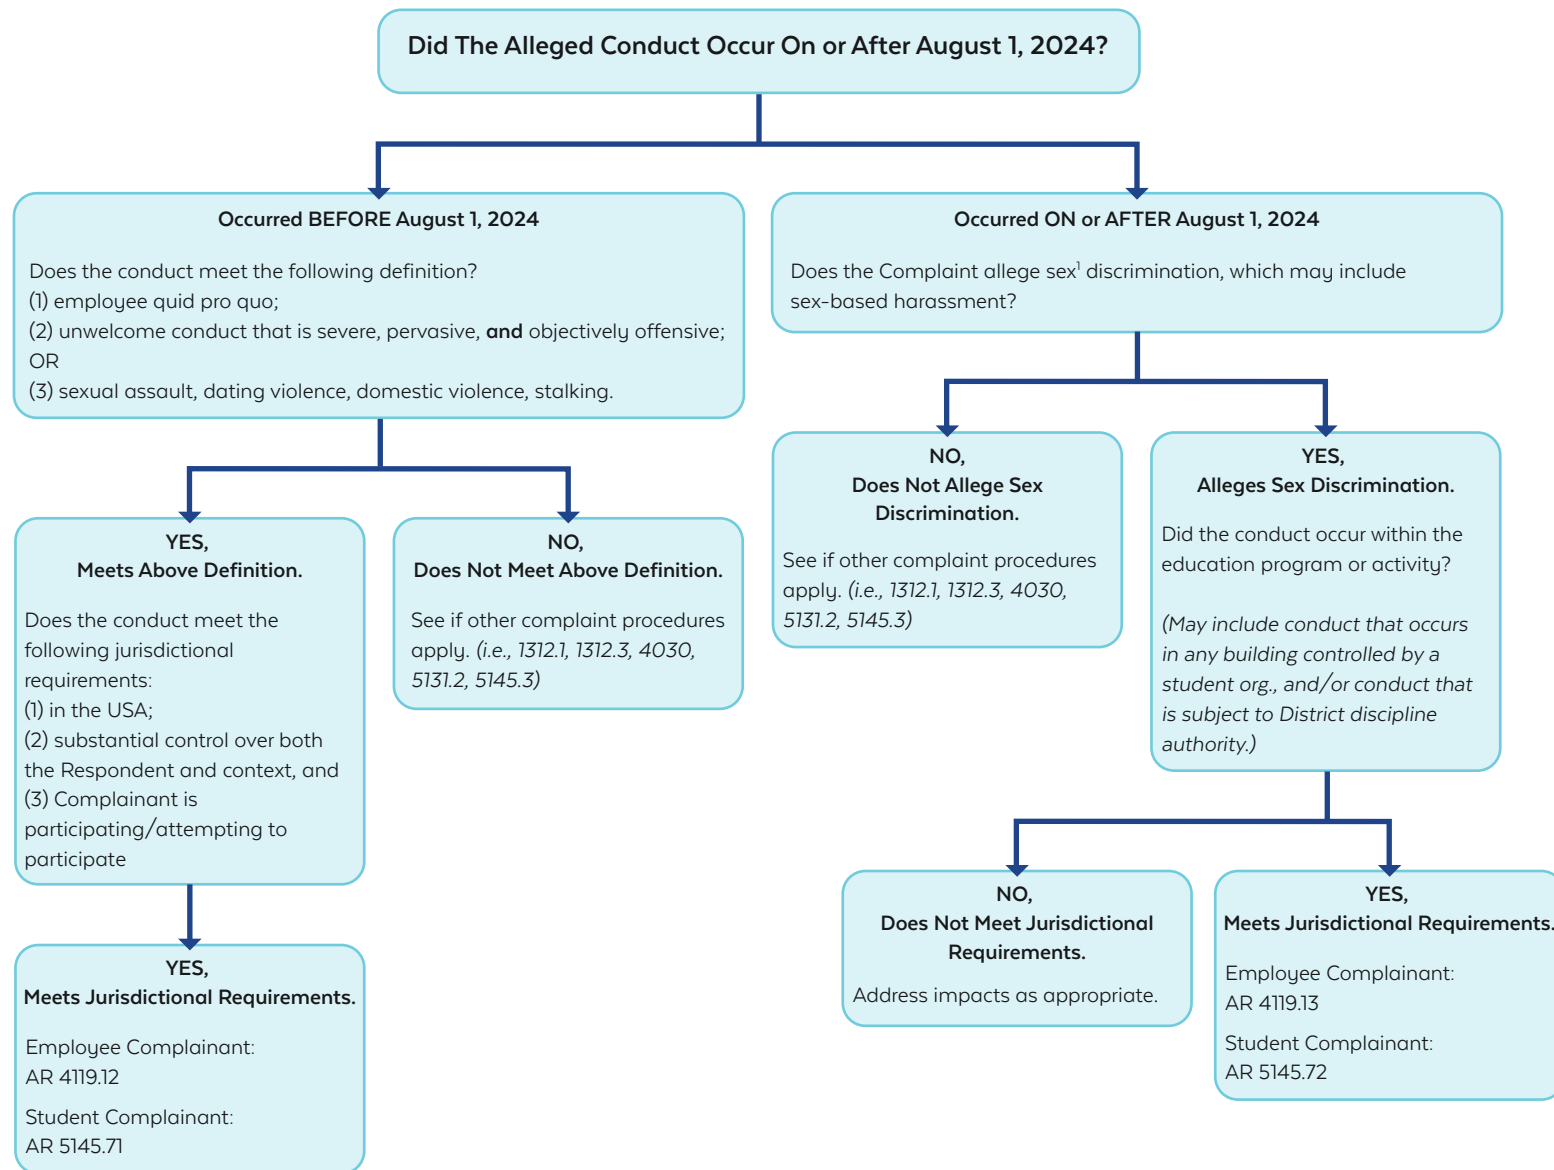 Did The Alleged Conduct Occur On or After August 1, 2024?
Occurred BEFORE August 1, 2024
Does the conduct meet the following definition?
(1) employee quid pro quo;
(2) unwelcome conduct that is severe, pervasive, and objectively offensive;
OR
(3) sexual assault, dating violence, domestic violence, stalking.
Occurred ON or AFTER August 1, 2024
Does the Complaint allege sex¹ discrimination, which may include
sex-based harassment?
YES,
Meets Above Definition.
Does the conduct meet the
following jurisdictional
requirements:
(1) in the USA;
(2) substantial control over both
the Respondent and context, and
(3) Complainant is
participating/attempting to
participate
NO,
Does Not Meet Above Definition.
See if other complaint procedures
apply. (i.e., 1312.1, 1312.3, 4030,
5131.2, 5145.3)
NO,
Does Not Allege Sex
Discrimination.
See if other complaint procedures
apply. (i.e., 1312.1, 1312.3, 4030,
5131.2, 5145.3)
YES,
Alleges Sex Discrimination.
Did the conduct occur within the
education program or activity?
(May include conduct that occurs
in any building controlled by a
student org., and/or conduct that
is subject to District discipline
authority.)
YES,
Meets Jurisdictional Requirements.
Employee Complainant:
AR 4119.12
Student Complainant:
AR 5145.71
NO,
Does Not Meet Jurisdictional
Requirements.
Address impacts as appropriate.
YES,
Meets Jurisdictional Requirements.
Employee Complainant:
AR 4119.13
Student Complainant:
AR 5145.72